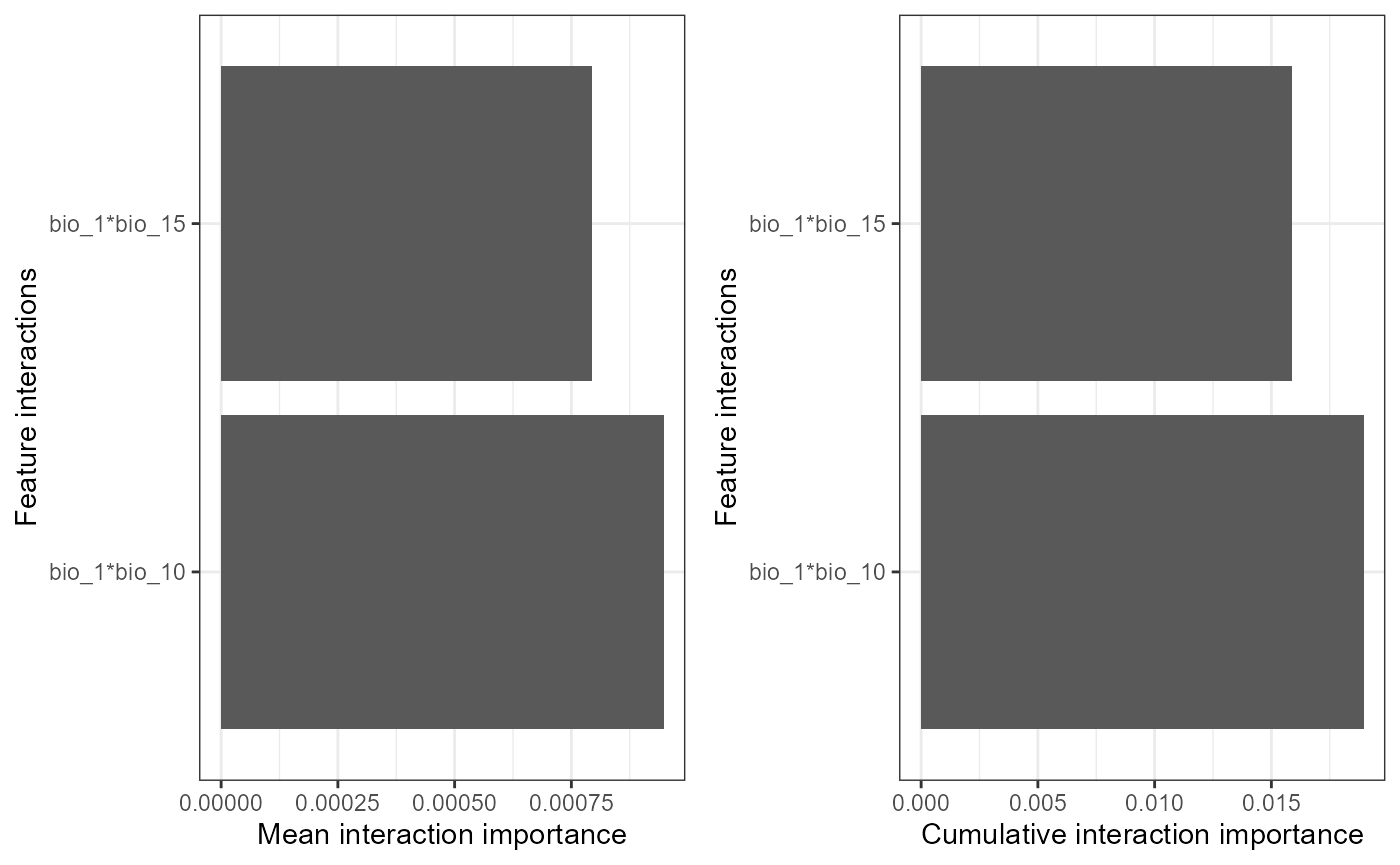 Feature interactions
bio_1*bio_15
bio_1*bio_10
0.00000 0.00025 0.00050 0.00075
Mean interaction importance
Feature interactions
bio_1*bio_15
bio_1*bio_10
0.000 0.005 0.010 0.015
Cumulative interaction importance